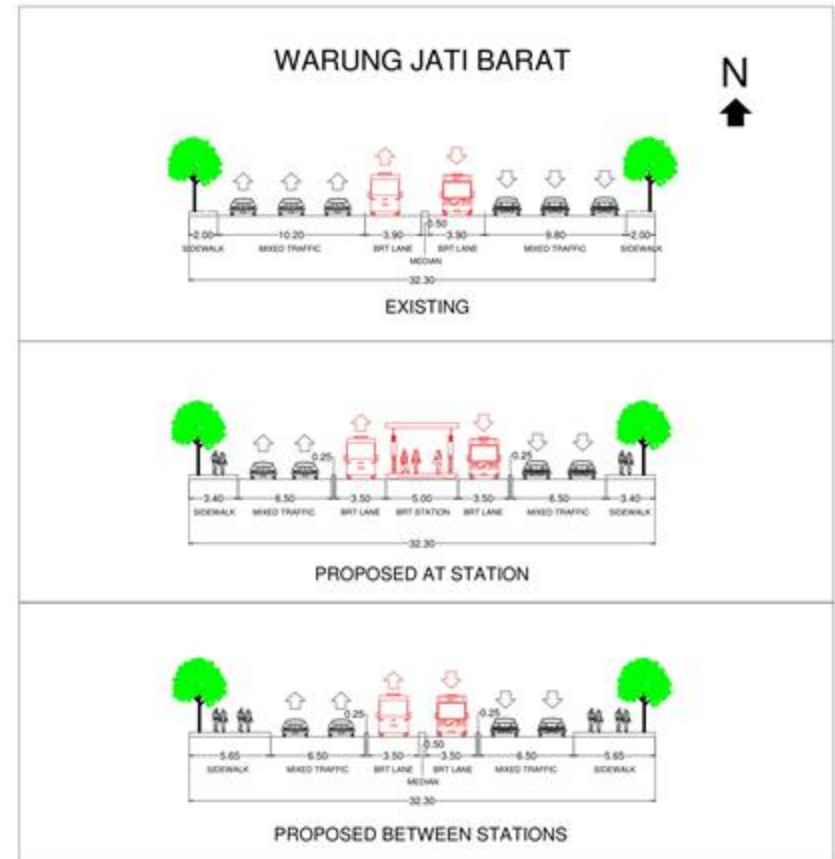 WARUNG JATI BARAT
N
0.50
2.00 10.20 3.90 3.90 9.80 2.00
SIDEWALK MIXED TRAFFIC BRT LANE BRT LANE MIXED TRAFFIC SIDEWALK
MEDIAN
32.30
EXISTING
0.25 0.25
3.40 6.50 3.50 5.00 3.50 6.50 3.40
SIDEWALK MIXED TRAFFIC BRT LANE BRT STATION BRT LANE MIXED TRAFFIC SIDEWALK
32.30
PROPOSED AT STATION
0.25 0.25
0.50
5.65 6.50 3.50 3.50 6.50 5.65
SIDEWALK MIXED TRAFFIC BRT LANE BRT LANE MIXED TRAFFIC SIDEWALK
MEDIAN
32.30
PROPOSED BETWEEN STATIONS